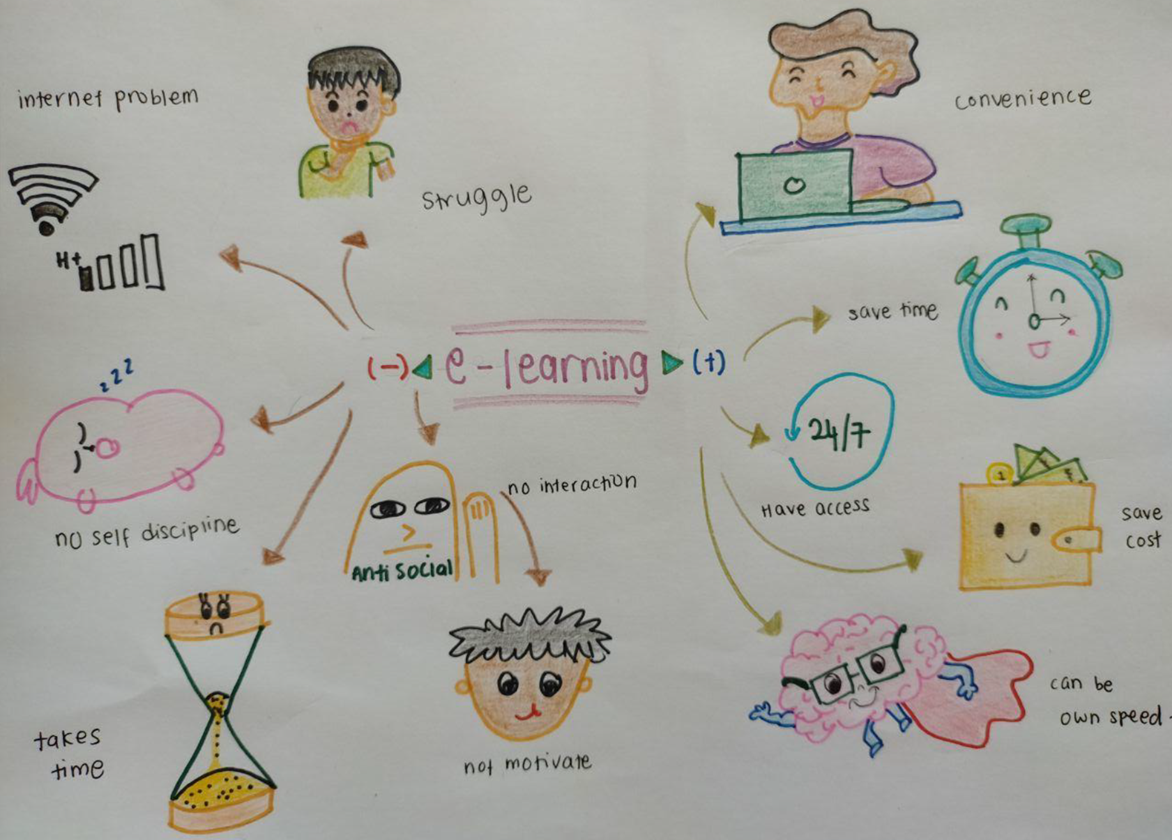 internet problem
struggle
convenience
H+
save time
(-) e-learning (+)
zzz
24/7
Have access
no interaction
no self discipline
Anti Social
save
cost
takes
time
not motivate
can be
own speed